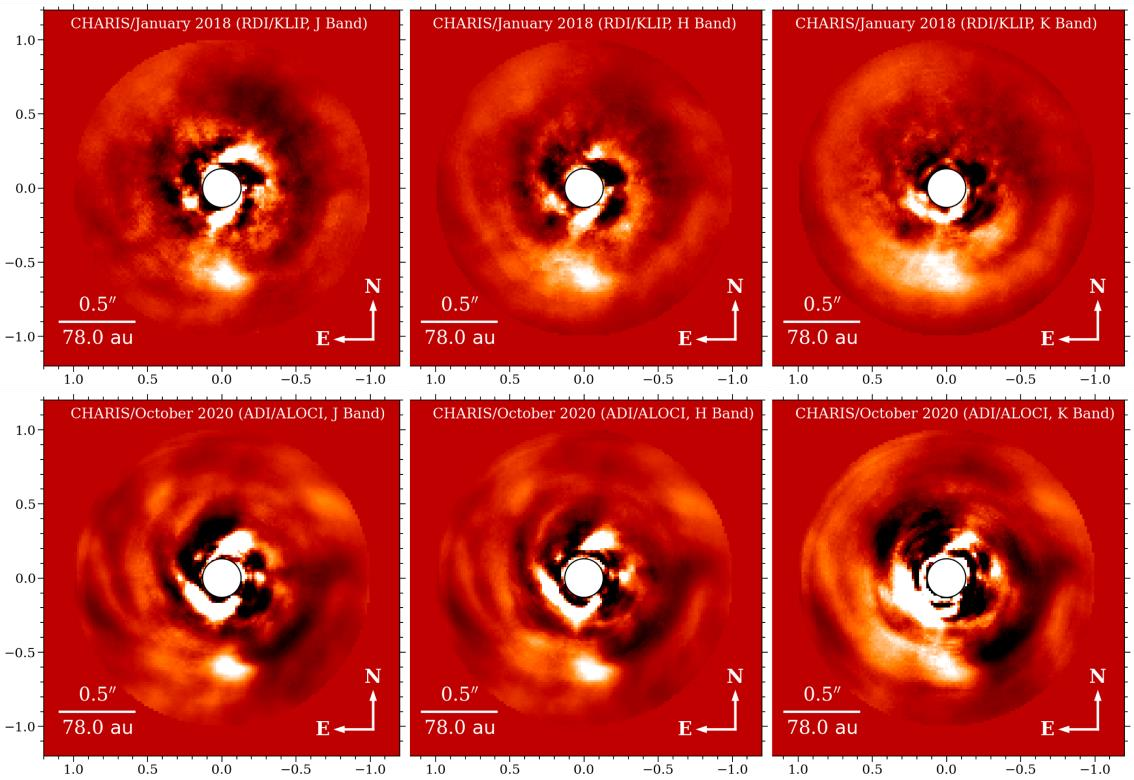 CHARIS/January 2018 (RDI/KLIP, J Band)
CHARIS/January 2018 (RDI/KLIP, H Band)
CHARIS/January 2018 (RDI/KLIP, K Band)
1.0
0.5
0.0
−0.5
−1.0
0.5″
78.0 au
N
E
0.5″
78.0 au
N
E
0.5″
78.0 au
N
E
1.0 0.5 0.0 −0.5 −1.0
1.0 0.5 0.0 −0.5 −1.0
1.0 0.5 0.0 −0.5 −1.0
CHARIS/October 2020 (ADI/ALOCI, J Band)
CHARIS/October 2020 (ADI/ALOCI, H Band)
CHARIS/October 2020 (ADI/ALOCI, K Band)
1.0
0.5
0.0
−0.5
−1.0
0.5″
78.0 au
N
E
0.5″
78.0 au
N
E
0.5″
78.0 au
N
E
1.0 0.5 0.0 −0.5 −1.0
1.0 0.5 0.0 −0.5 −1.0
1.0 0.5 0.0 −0.5 −1.0